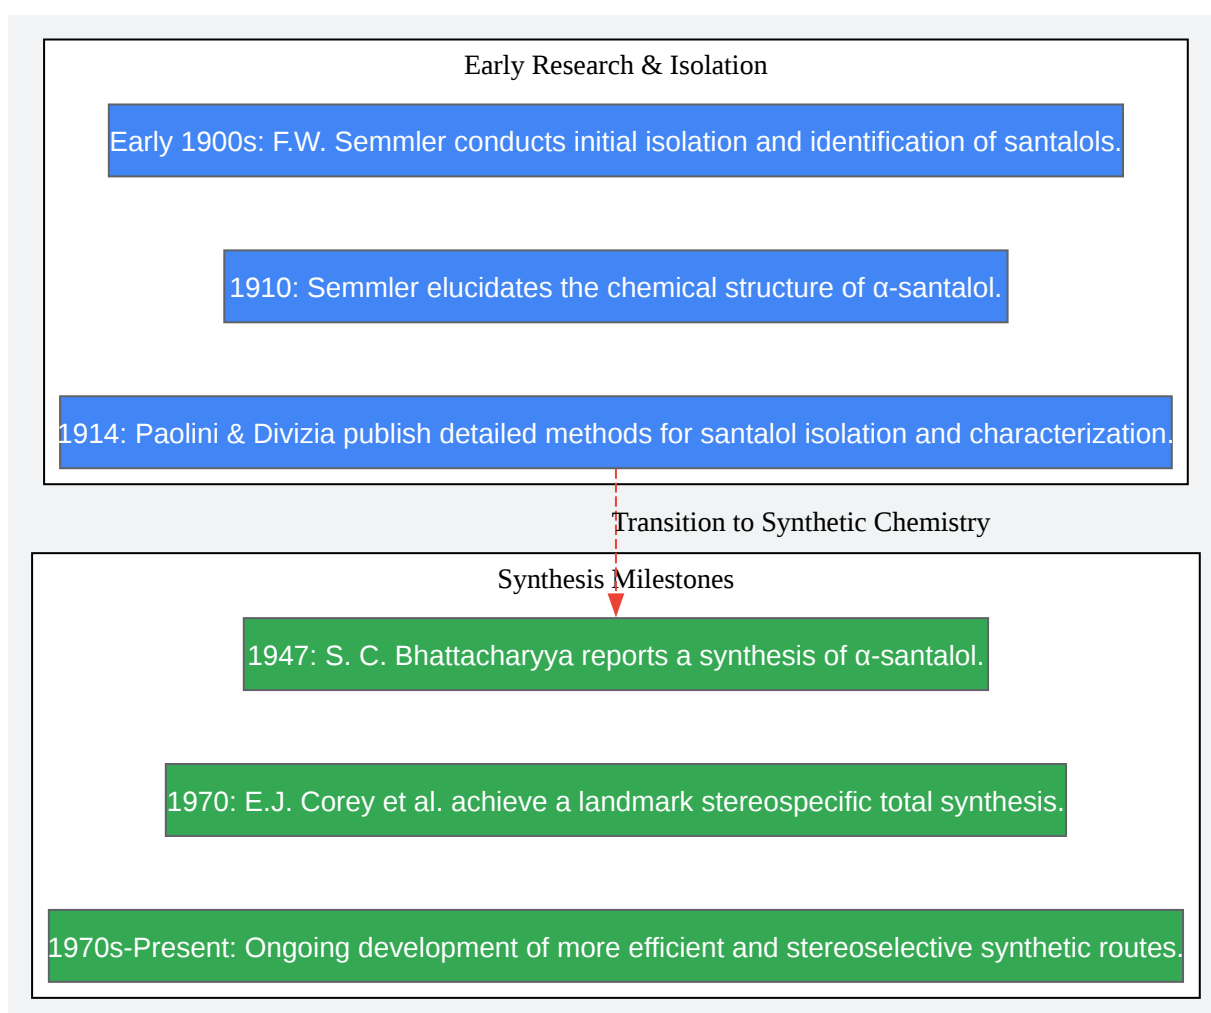 Early Research & Isolation
Early 1900s: F.W. Semmler conducts initial isolation and identification of santalols.
1910: Semmler elucidates the chemical structure of α-santalol.
1914: Paolini & Divizia publish detailed methods for santalol isolation and characterization.
Transition to Synthetic Chemistry
Synthesis Milestones
1947: S. C. Bhattacharyya reports a synthesis of α-santalol.
1970: E.J. Corey et al. achieve a landmark stereospecific total synthesis.
1970s-Present: Ongoing development of more efficient and stereoselective synthetic routes.